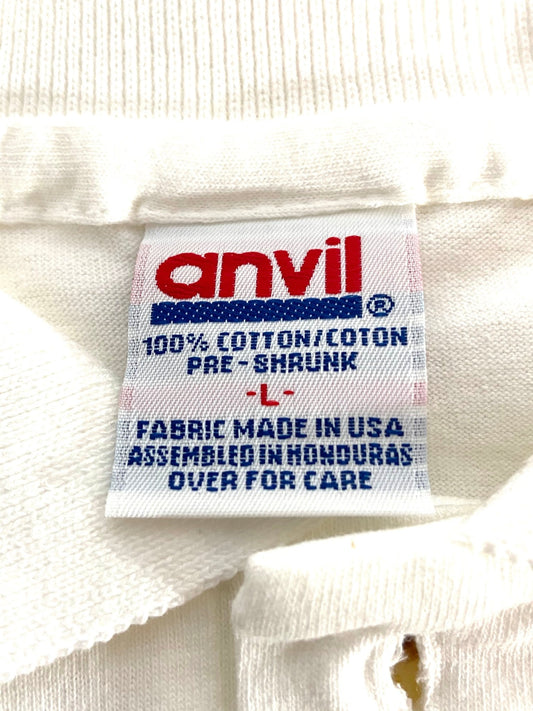 anvil
®
100% COTTON/COTON
PRE-SHRUNK
-L-
FABRIC MADE IN USA
ASSEMBLED IN HONDURAS
OVER FOR CARE